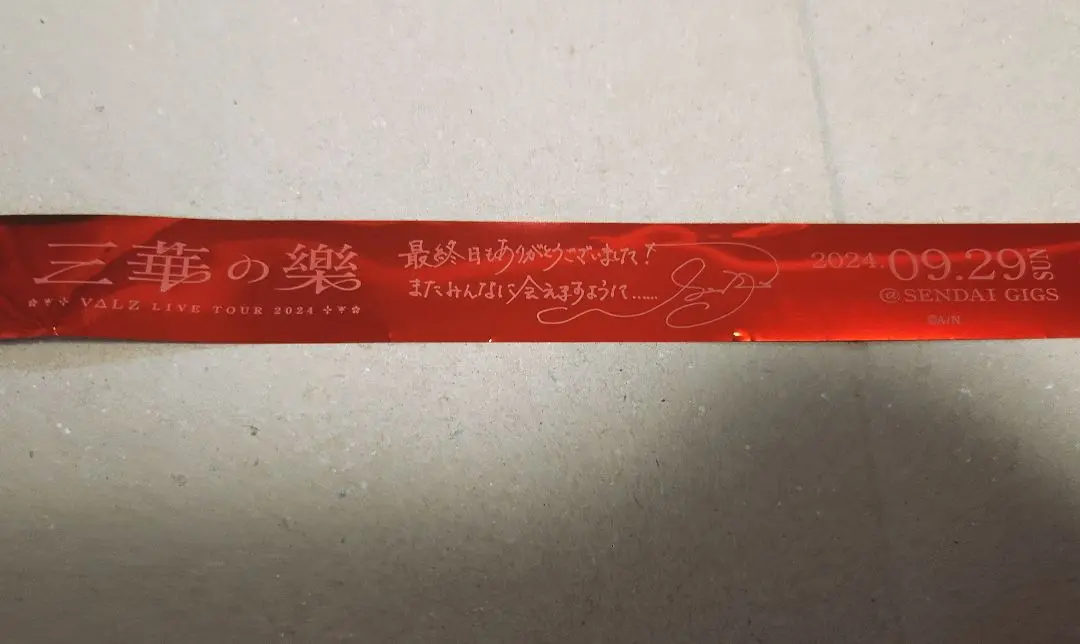 三華の樂
VΔLZ LIVE TOUR 2024
最終日もありがとうございました!
またみんなに会えますように……
2024.09.29 SUN
@SENDAI GIGS
©A/N